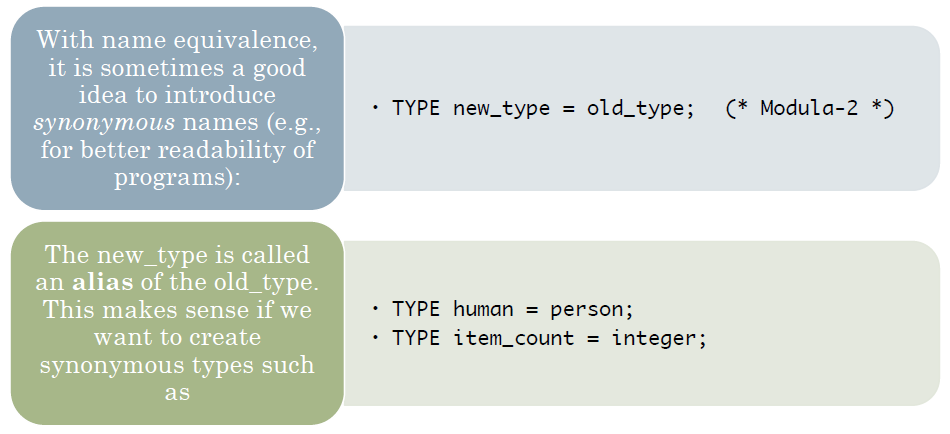 With name equivalence,
it is sometimes a good
idea to introduce
synonymous names (e.g.,
for better readability of
programs):
• TYPE new_type = old_type;  (* Modula-2 *)
The new_type is called
an alias of the old_type.
This makes sense if we
want to create
synonymous types such
as
• TYPE human = person;
• TYPE item_count = integer;